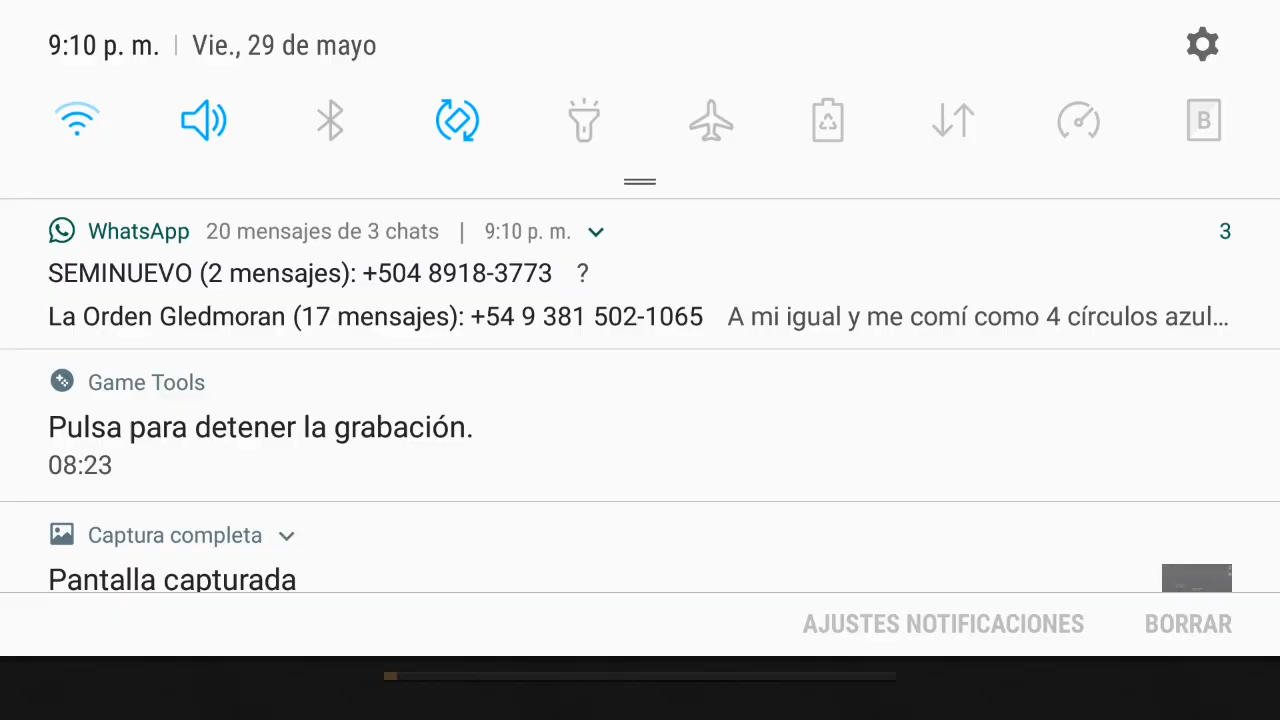 9:10 p. m. | Vie., 29 de mayo
B
WhatsApp 20 mensajes de 3 chats | 9:10 p. m. 3
SEMINUEVO (2 mensajes): +504 8918-3773 ?
La Orden Gledmoran (17 mensajes): +54 9 381 502-1065 A mi igual y me comí como 4 círculos azul...
Game Tools
Pulsa para detener la grabación.
08:23
Captura completa
Pantalla capturada
AJUSTES NOTIFICACIONES BORRAR